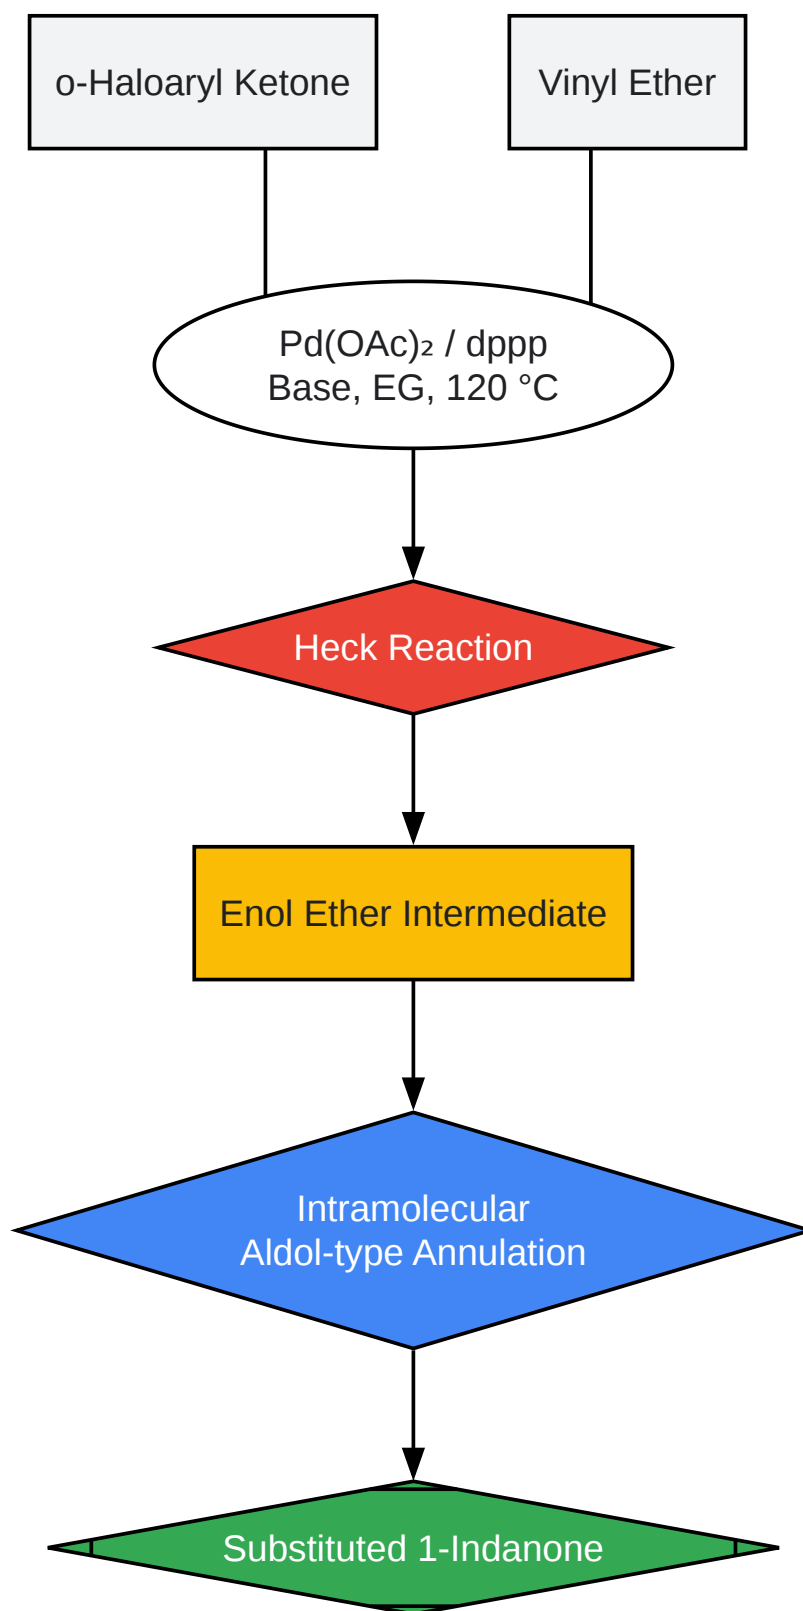 o-Haloaryl Ketone
Vinyl Ether
Pd(OAc)₂ / dppp
Base, EG, 120 °C
Heck Reaction
Enol Ether Intermediate
Intramolecular
Aldol-type Annulation
Substituted 1-Indanone